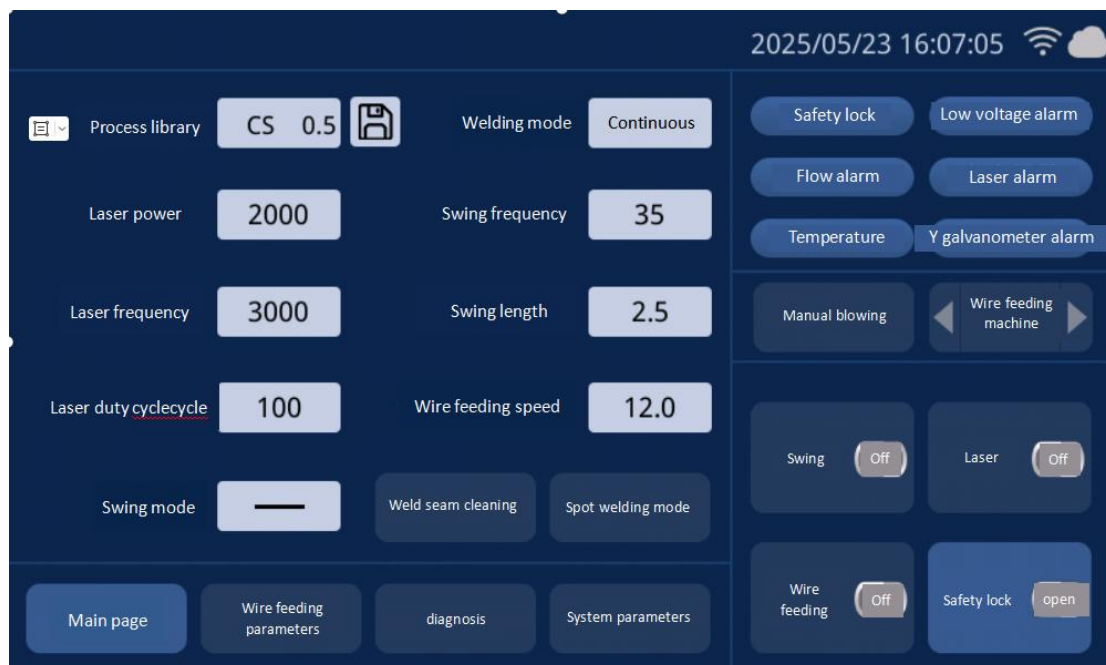 2025/05/23 16:07:05
Process library
CS 0.5
Welding mode
Continuous
Laser power
2000
Swing frequency
35
Laser frequency
3000
Swing length
2.5
Laser duty cyclecycle
100
Wire feeding speed
12.0
Swing mode
Weld seam cleaning
Spot welding mode
Main page
Wire feeding
parameters
diagnosis
System parameters
Safety lock
Low voltage alarm
Flow alarm
Laser alarm
Temperature
Y galvanometer alarm
Manual blowing
Wire feeding
machine
Swing
Off
Laser
Off
Wire
feeding
Off
Safety lock
open